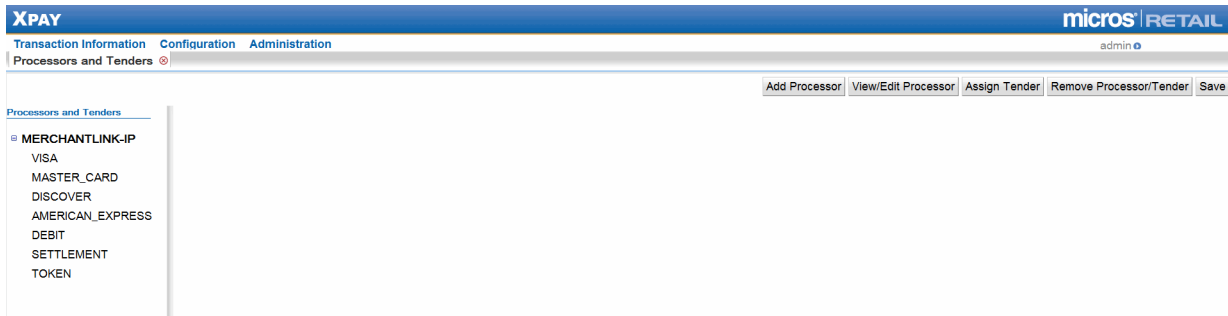 XPAY
micros RETAIL
Transaction Information Configuration Administration
admin
Processors and Tenders
Add Processor View/Edit Processor Assign Tender Remove Processor/Tender Save
Processors and Tenders
MERCHANTLINK-IP
VISA
MASTER_CARD
DISCOVER
AMERICAN_EXPRESS
DEBIT
SETTLEMENT
TOKEN